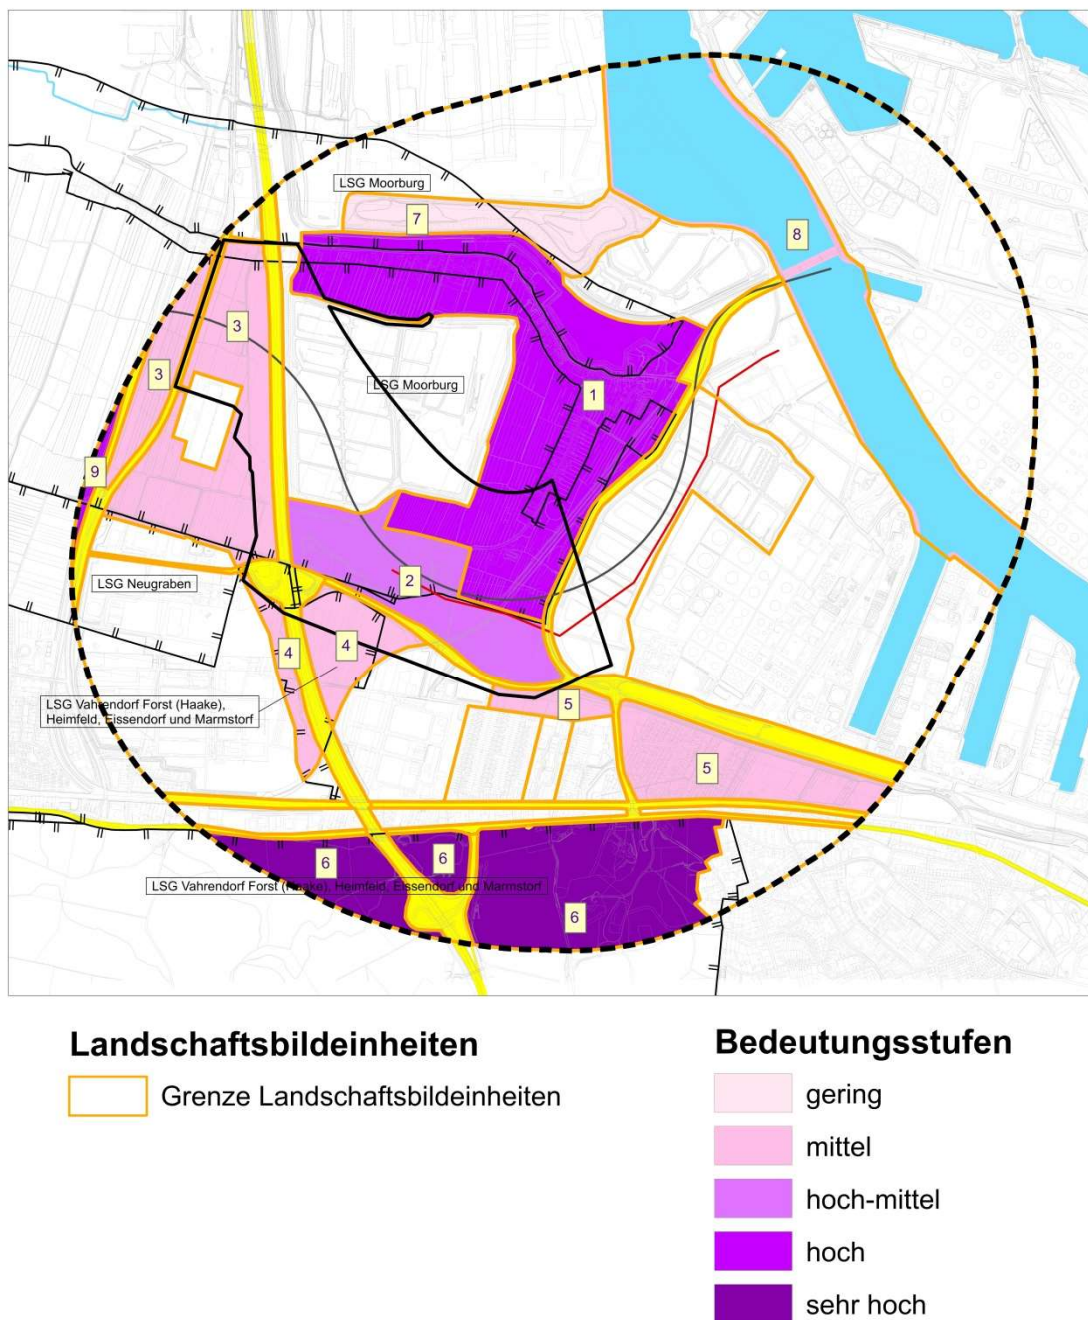 LSG Moorburg
7
8
3
3
LSG Moorburg
1
9
LSG Neugraben
2
4
4
LSG Vahrendorf Forst (Haake),
Heimfeld, Eissendorf und Marmstorf
5
5
6
6
LSG Vahrendorf Forst (Haake), Heimfeld, Eissendorf und Marmstorf
6
Landschaftsbildeinheiten
Grenze Landschaftsbildeinheiten
Bedeutungsstufen
gering
mittel
hoch-mittel
hoch
sehr hoch